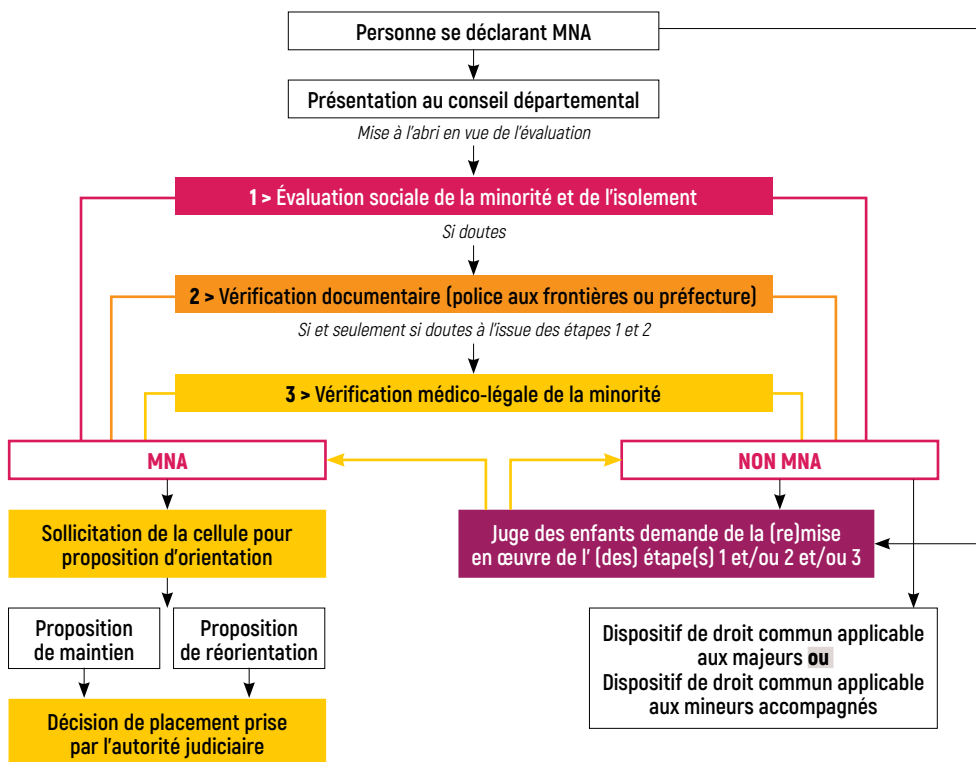 Personne se déclarant MNA
Présentation au conseil départemental
Mise à l'abri en vue de l'évaluation
1 > Évaluation sociale de la minorité et de l'isolement
Si doutes
2 > Vérification documentaire (police aux frontières ou préfecture)
Si et seulement si doutes à l'issue des étapes 1 et 2
3 > Vérification médico-légale de la minorité
MNA
NON MNA
Sollicitation de la cellule pour
proposition d'orientation
Juge des enfants demande de la (re)mise
en œuvre de l' (des) étape(s) 1 et/ou 2 et/ou 3
Proposition
de maintien
Proposition
de réorientation
Dispositif de droit commun applicable
aux majeurs ou
Dispositif de droit commun applicable
aux mineurs accompagnés
Décision de placement prise
par l'autorité judiciaire